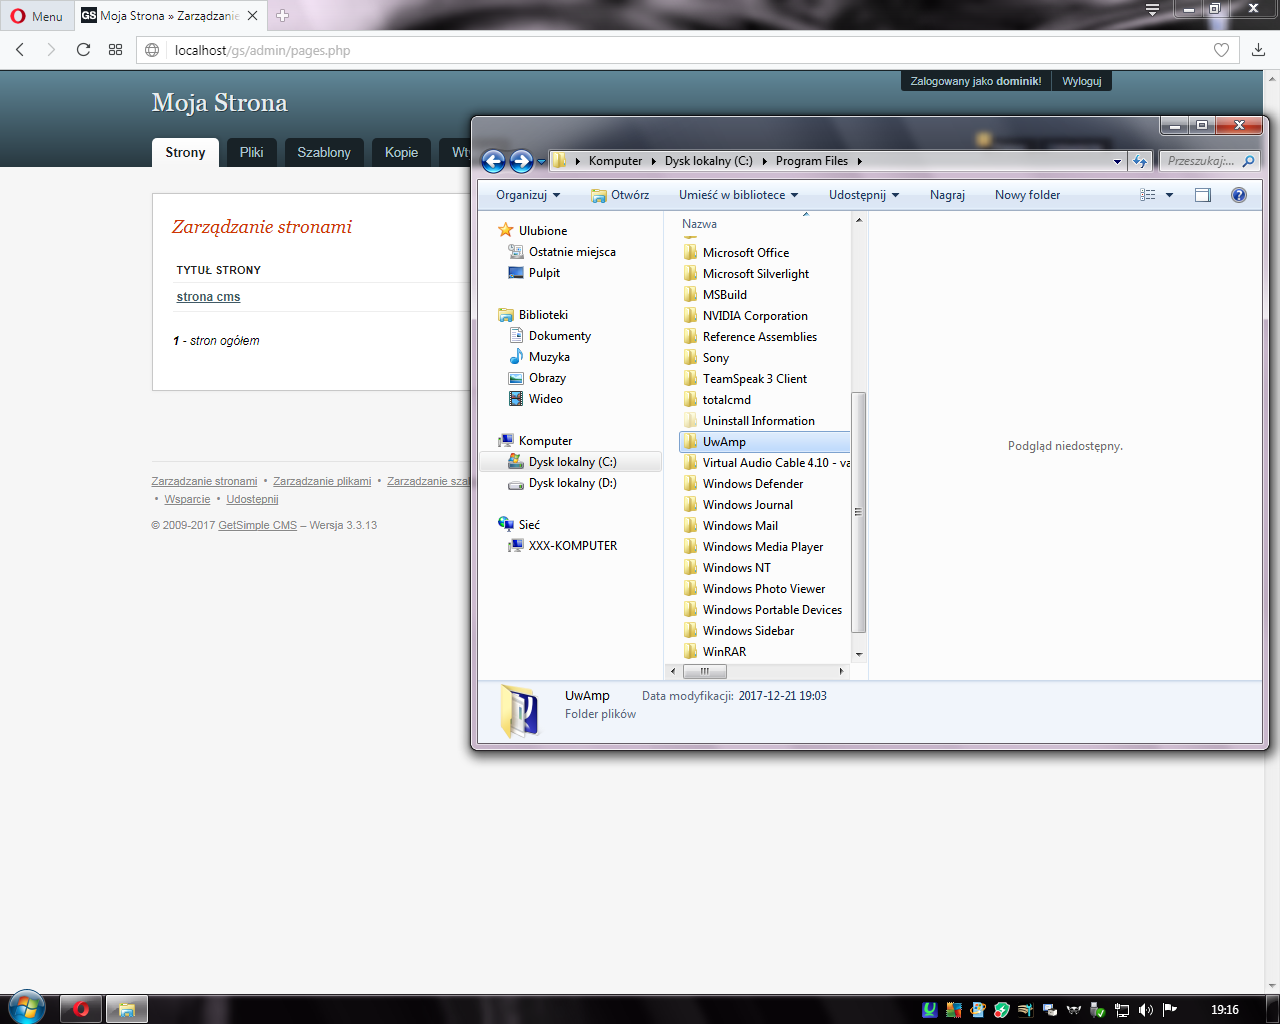 Menu
GS Moja Strona » Zarządzanie
localhost/gs/admin/pages.php
Zalogowany jako dominik!
Wyloguj
Moja Strona
Strony
Pliki
Szablony
Kopie
Zarządzanie stronami
TYTUŁ STRONY
strona cms
1 - stron ogółem
Zarzadzanie stronami • Zarzadzanie plikami • Zarzadzanie
• Wsparcie • Udostepnij
© 2009-2017 GetSimple CMS – Wersja 3.3.13
Komputer
Dysk lokalny (C:)
Program Files
Przeszukaj:...
Organizuj
Otwórz
Umieść w bibliotece
Udostępnij
Nagraj
Nowy folder
Ulubione
Ostatnie miejsca
Pulpit
Biblioteki
Dokumenty
Muzyka
Obrazy
Wideo
Komputer
Dysk lokalny (C:)
Dysk lokalny (D:)
Sieć
XXX-KOMPUTER
Nazwa
Microsoft Office
Microsoft Silverlight
MSBuild
NVIDIA Corporation
Reference Assemblies
Sony
TeamSpeak 3 Client
totalcmd
Uninstall Information
UwAmp
Virtual Audio Cable 4.10 - va
Windows Defender
Windows Journal
Windows Mail
Windows Media Player
Windows NT
Windows Photo Viewer
Windows Portable Devices
Windows Sidebar
WinRAR
Podgląd niedostępny.
UwAmp
Data modyfikacji: 2017-12-21 19:03
Folder plików
19:16